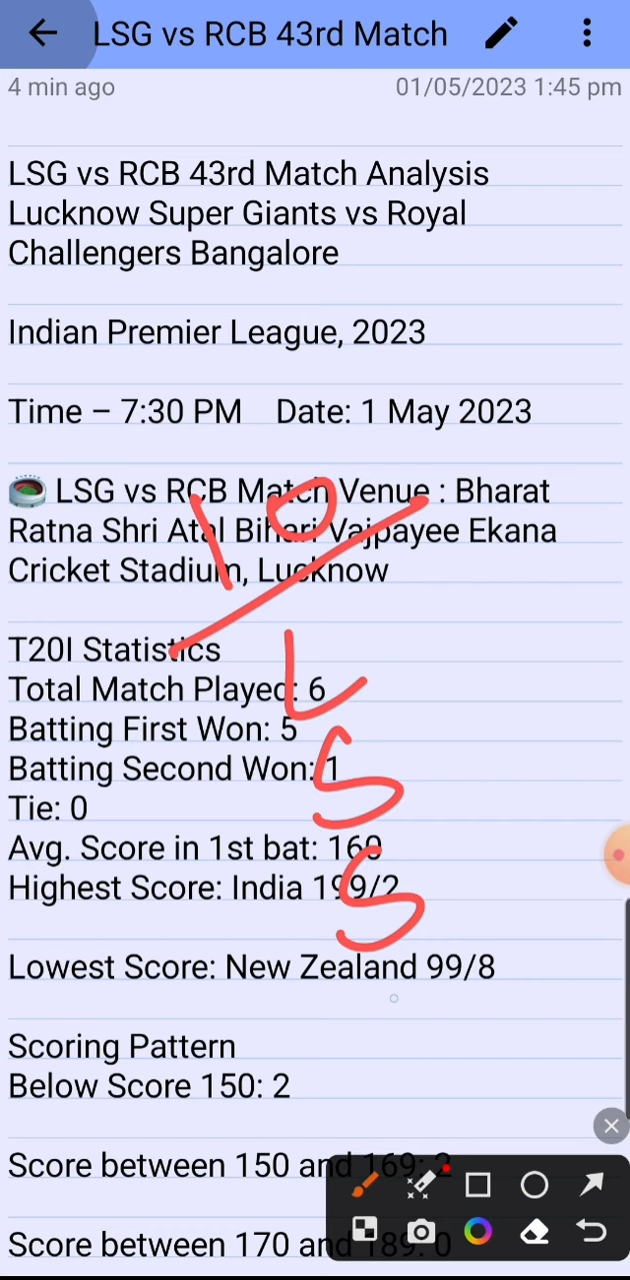 LSG vs RCB 43rd Match
4 min ago 01/05/2023 1:45 pm
LSG vs RCB 43rd Match Analysis
Lucknow Super Giants vs Royal
Challengers Bangalore
Indian Premier League, 2023
Time – 7:30 PM Date: 1 May 2023
LSG vs RCB Match Venue : Bharat
Ratna Shri Atal Bihari Vajpayee Ekana
Cricket Stadium, Lucknow
10
T20I Statistics
Total Match Played: 6
L
Batting First Won: 5
Batting Second Won: 1
S
Tie: 0
Avg. Score in 1st bat: 160
Highest Score: India 199/2
S
Lowest Score: New Zealand 99/8
Scoring Pattern
Below Score 150: 2
Score between 150 and 169: 2
Score between 170 and 189: 0